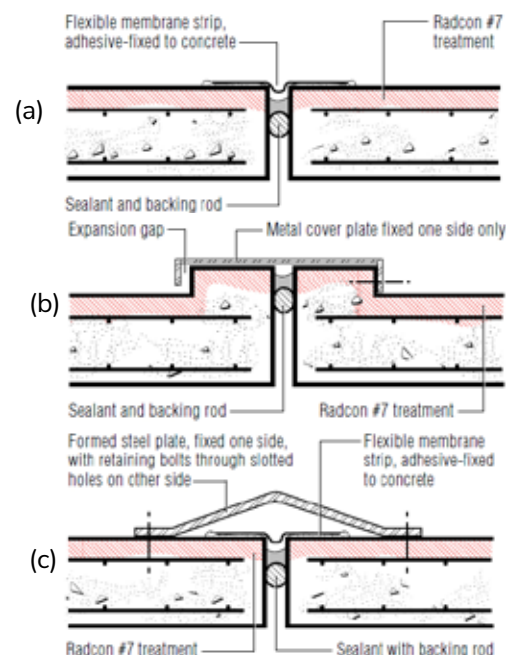 Flexible membrane strip,
adhesive-fixed to concrete
Radcon #7
treatment
(a)
Sealant and backing rod
Expansion gap
Metal cover plate fixed one side only
(b)
Sealant and backing rod
Radcon #7 treatment
Formed steel plate, fixed one side,
with retaining bolts through slotted
holes on other side
Flexible membrane
strip, adhesive-fixed
to concrete
(c)
Radcon #7 treatment
Sealant with backing rod